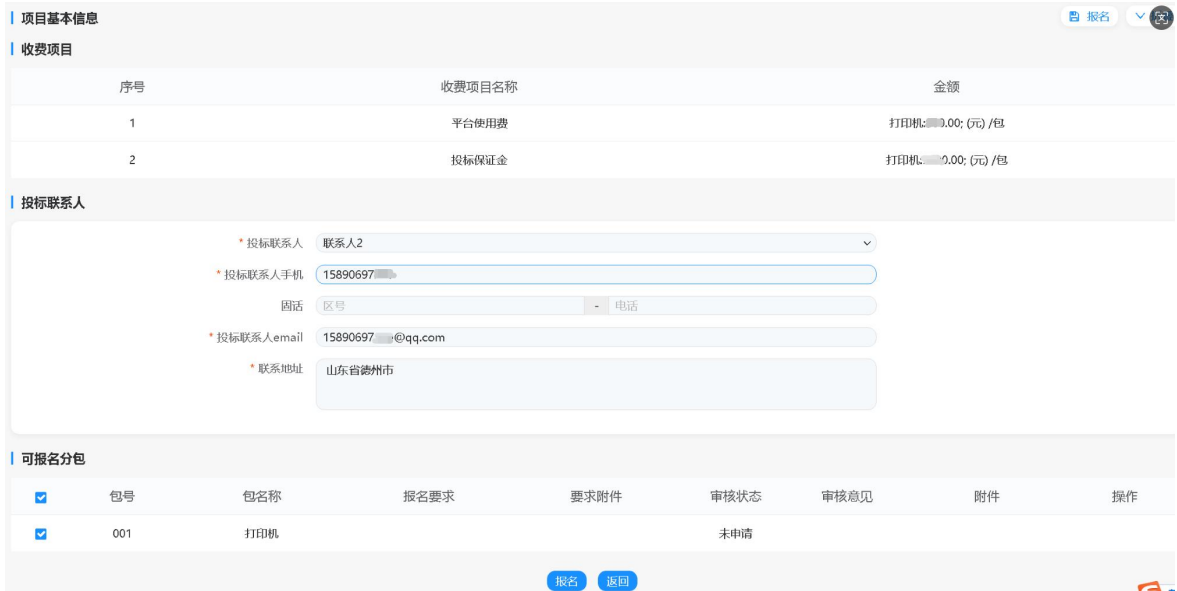 项目基本信息
报名
收费项目
序号 收费项目名称 金额
1 平台使用费 打印机: 0.00; (元) /包
2 投标保证金 打印机: 0.00; (元) /包
投标联系人
* 投标联系人 联系人2
* 投标联系人手机 15890697
固话 区号 - 电话
* 投标联系人email 15890697 @qq.com
* 联系地址 山东省德州市
可报名分包
包号 包名称 报名要求 要求附件 审核状态 审核意见 附件 操作
001 打印机 未申请
报名 返回